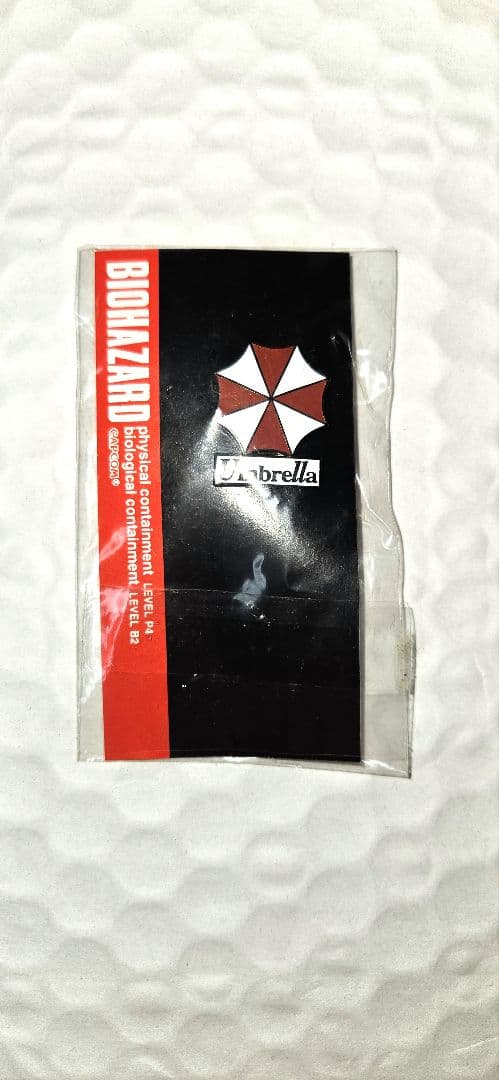 BIOHAZARD
physical containment LEVEL P4
biological containment LEVEL B2
CAPCOM®
Umbrella